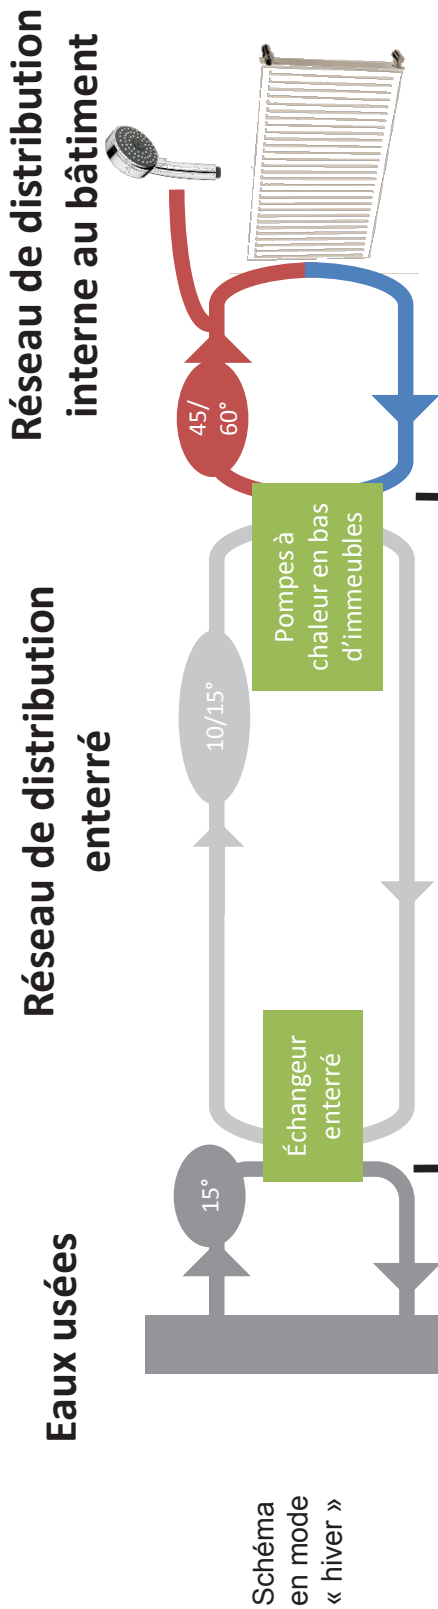 Eaux usées
Réseau de distribution
enterré
Réseau de distribution
interne au bâtiment
Schéma
en mode
« hiver »
15°
Échangeur
enterré
10/15°
Pompes à
chaleur en bas
d’immeubles
45/
60°